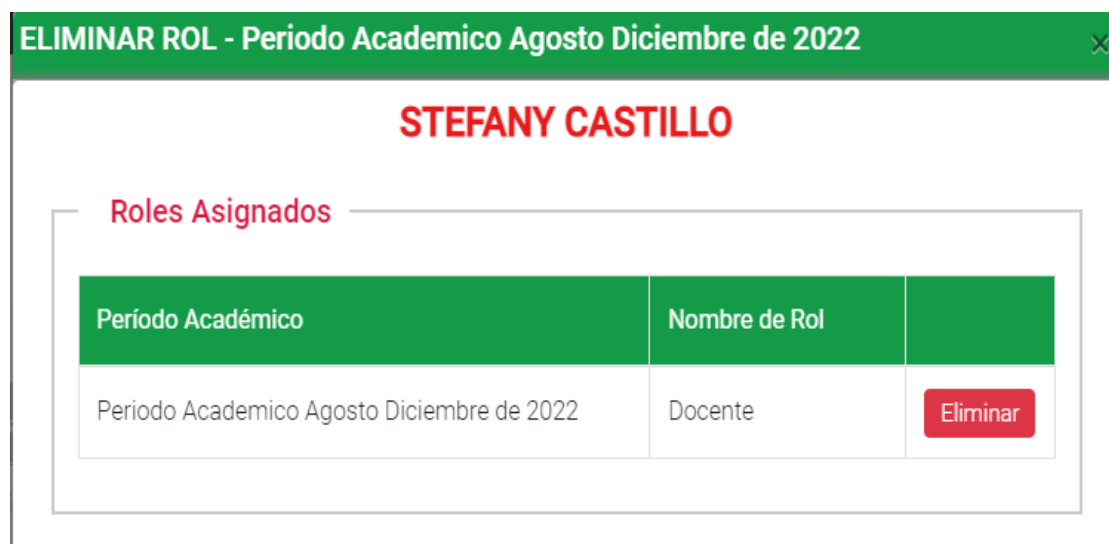 ELIMINAR ROL - Periodo Academico Agosto Diciembre de 2022 ×
STEFANY CASTILLO
Roles Asignados
Período Académico Nombre de Rol
Periodo Academico Agosto Diciembre de 2022 Docente Eliminar